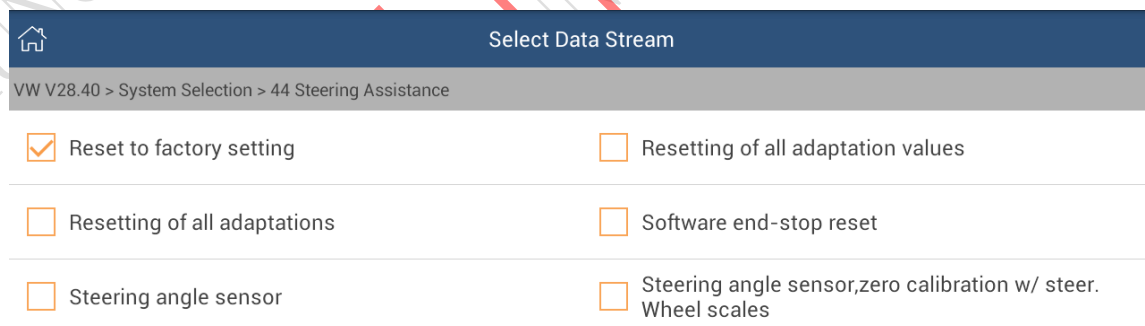 Select Data Stream
VW V28.40 > System Selection > 44 Steering Assistance
Reset to factory setting
Resetting of all adaptation values
Resetting of all adaptations
Software end-stop reset
Steering angle sensor
Steering angle sensor,zero calibration w/ steer.
Wheel scales